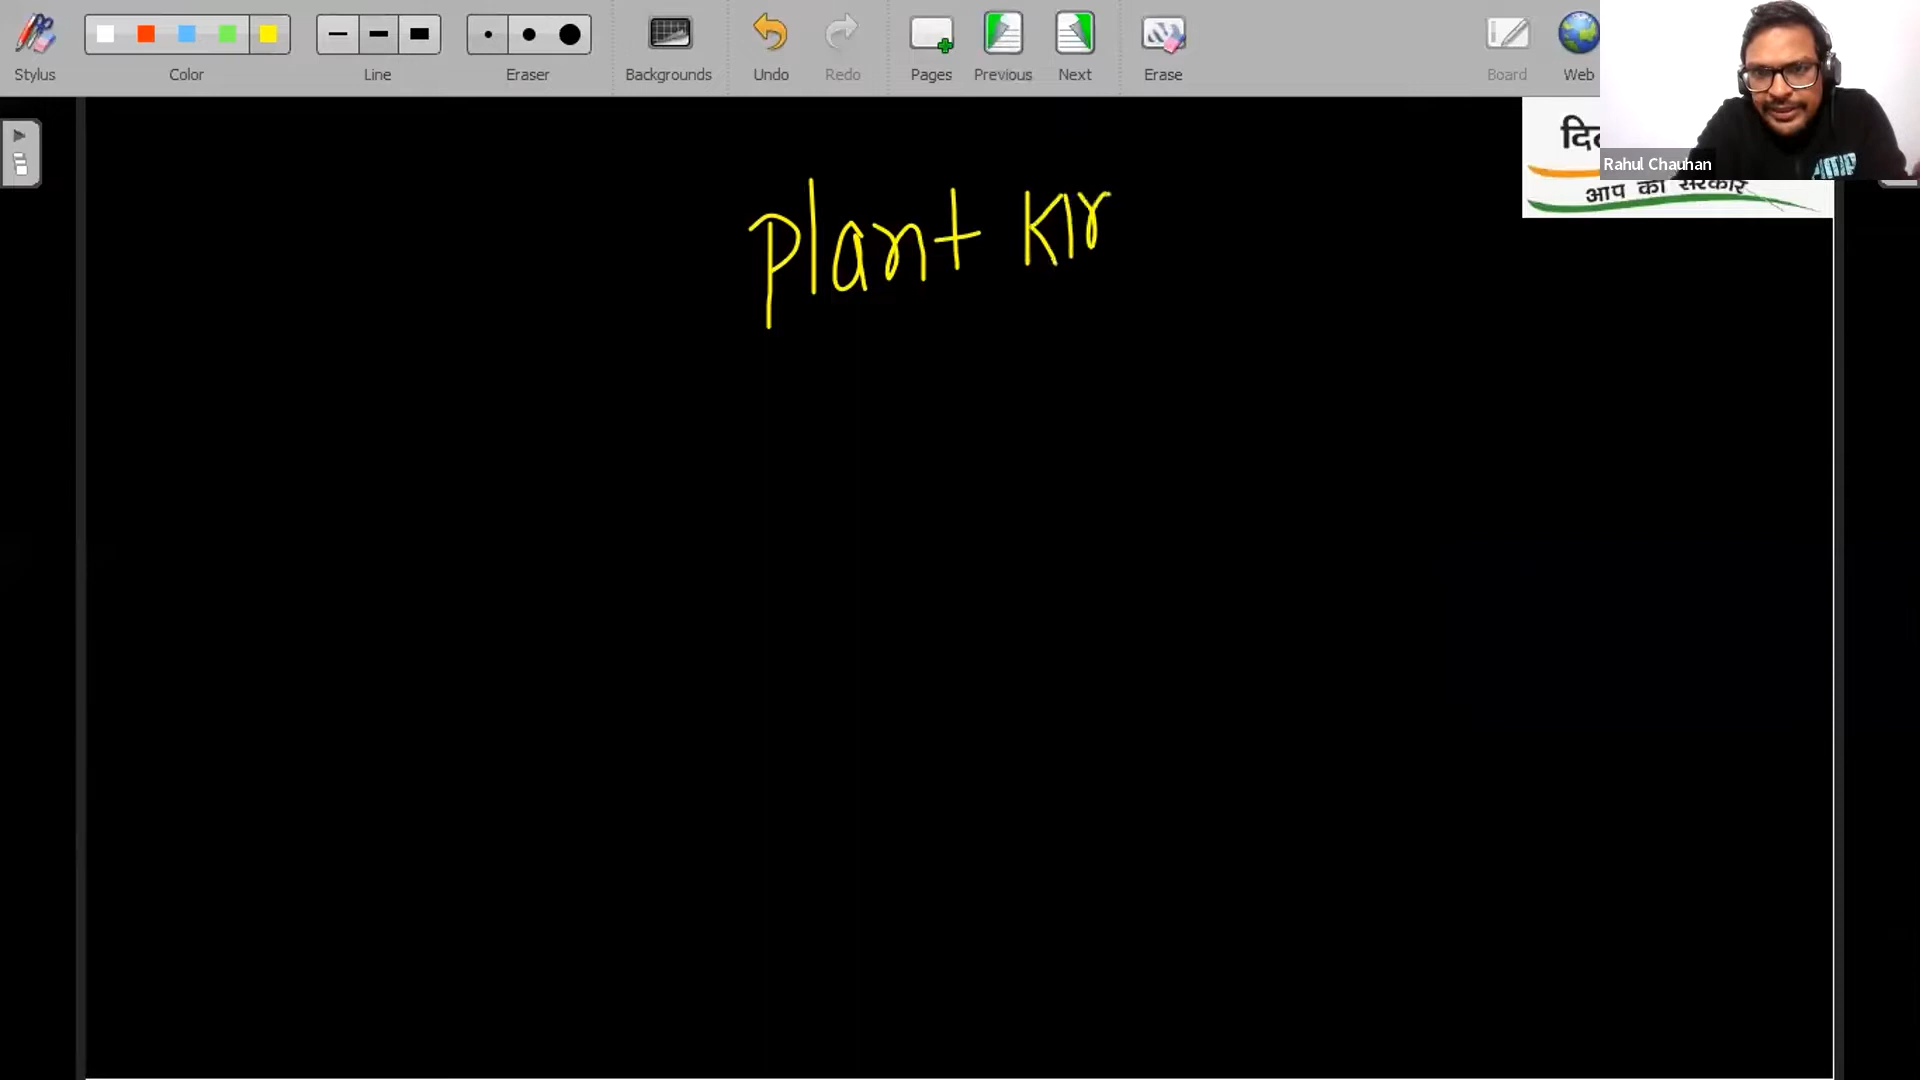 Stylus
Color
Line
Eraser
Backgrounds
Undo
Redo
Pages
Previous
Next
Erase
Board
Web
Rahul Chauhan
आप की सरकार
Plant Kir